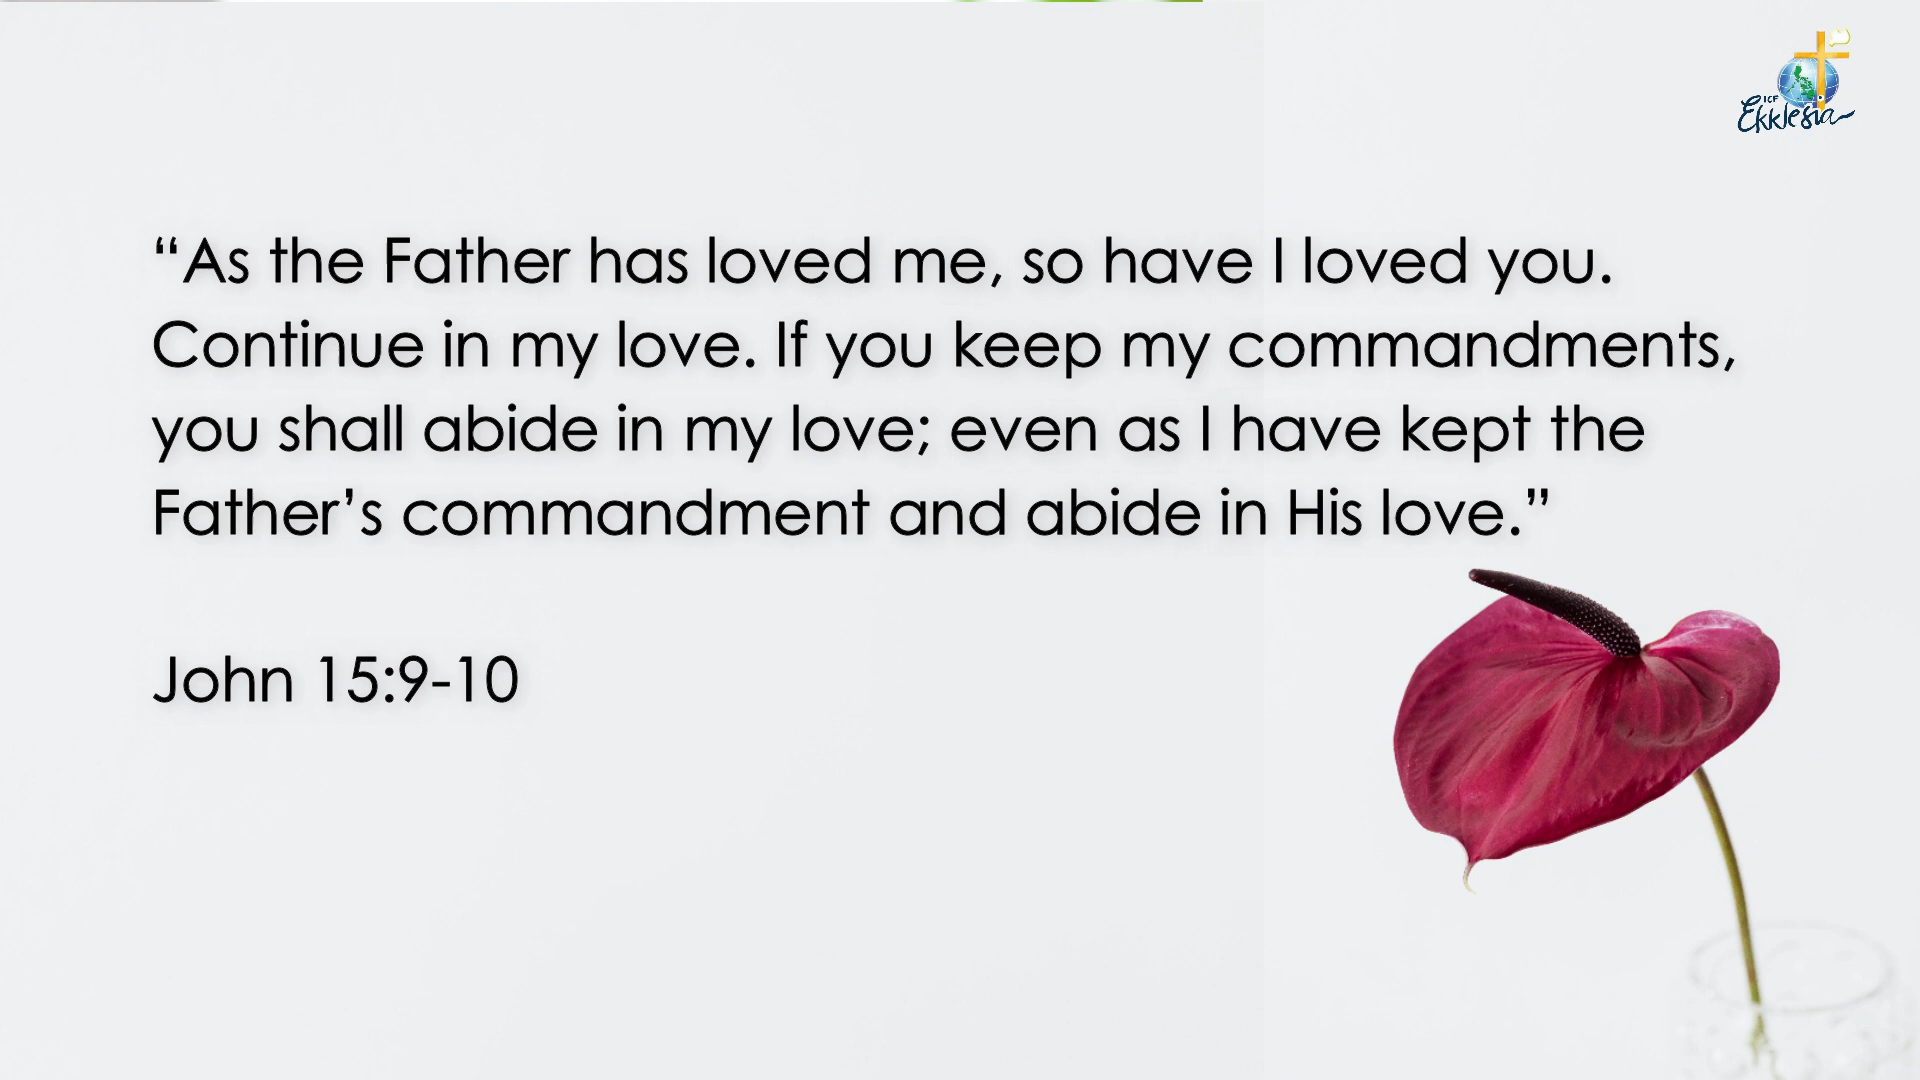 ICF
Ekklesia
“As the Father has loved me, so have I loved you.
Continue in my love. If you keep my commandments,
you shall abide in my love; even as I have kept the
Father’s commandment and abide in His love.”
John 15:9-10